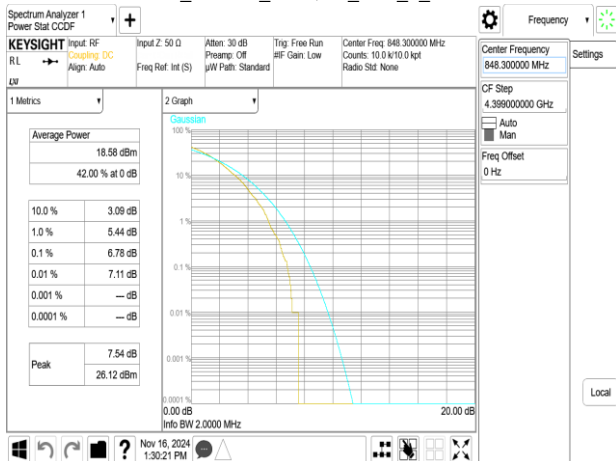 Spectrum Analyzer 1
Power Stat CCDF
Frequency
KEYSIGHT
RL
Input: RF
Coupling: DC
Align: Auto
Input Z: 50 Ω
Freq Ref: Int (S)
Atten: 30 dB
Preamp: Off
µW Path: Standard
Trig: Free Run
#IF Gain: Low
Center Freq: 848.300000 MHz
Counts: 10.0 k/10.0 kpt
Radio Std: None
Center Frequency
848.300000 MHz
Settings
CF Step
4.399000000 GHz
Auto
Man
Freq Offset
0 Hz
Local
1 Metrics
Average Power
18.58 dBm
42.00 % at 0 dB
10.0 % 3.09 dB
1.0 % 5.44 dB
0.1 % 6.78 dB
0.01 % 7.11 dB
0.001 % --- dB
0.0001 % --- dB
Peak
7.54 dB
26.12 dBm
2 Graph
Gaussian
100 %
10 %
1 %
0.1 %
0.01 %
0.001 %
0.0001 %
0.00 dB 20.00 dB
Info BW 2.0000 MHz
Nov 16, 2024
1:30:21 PM